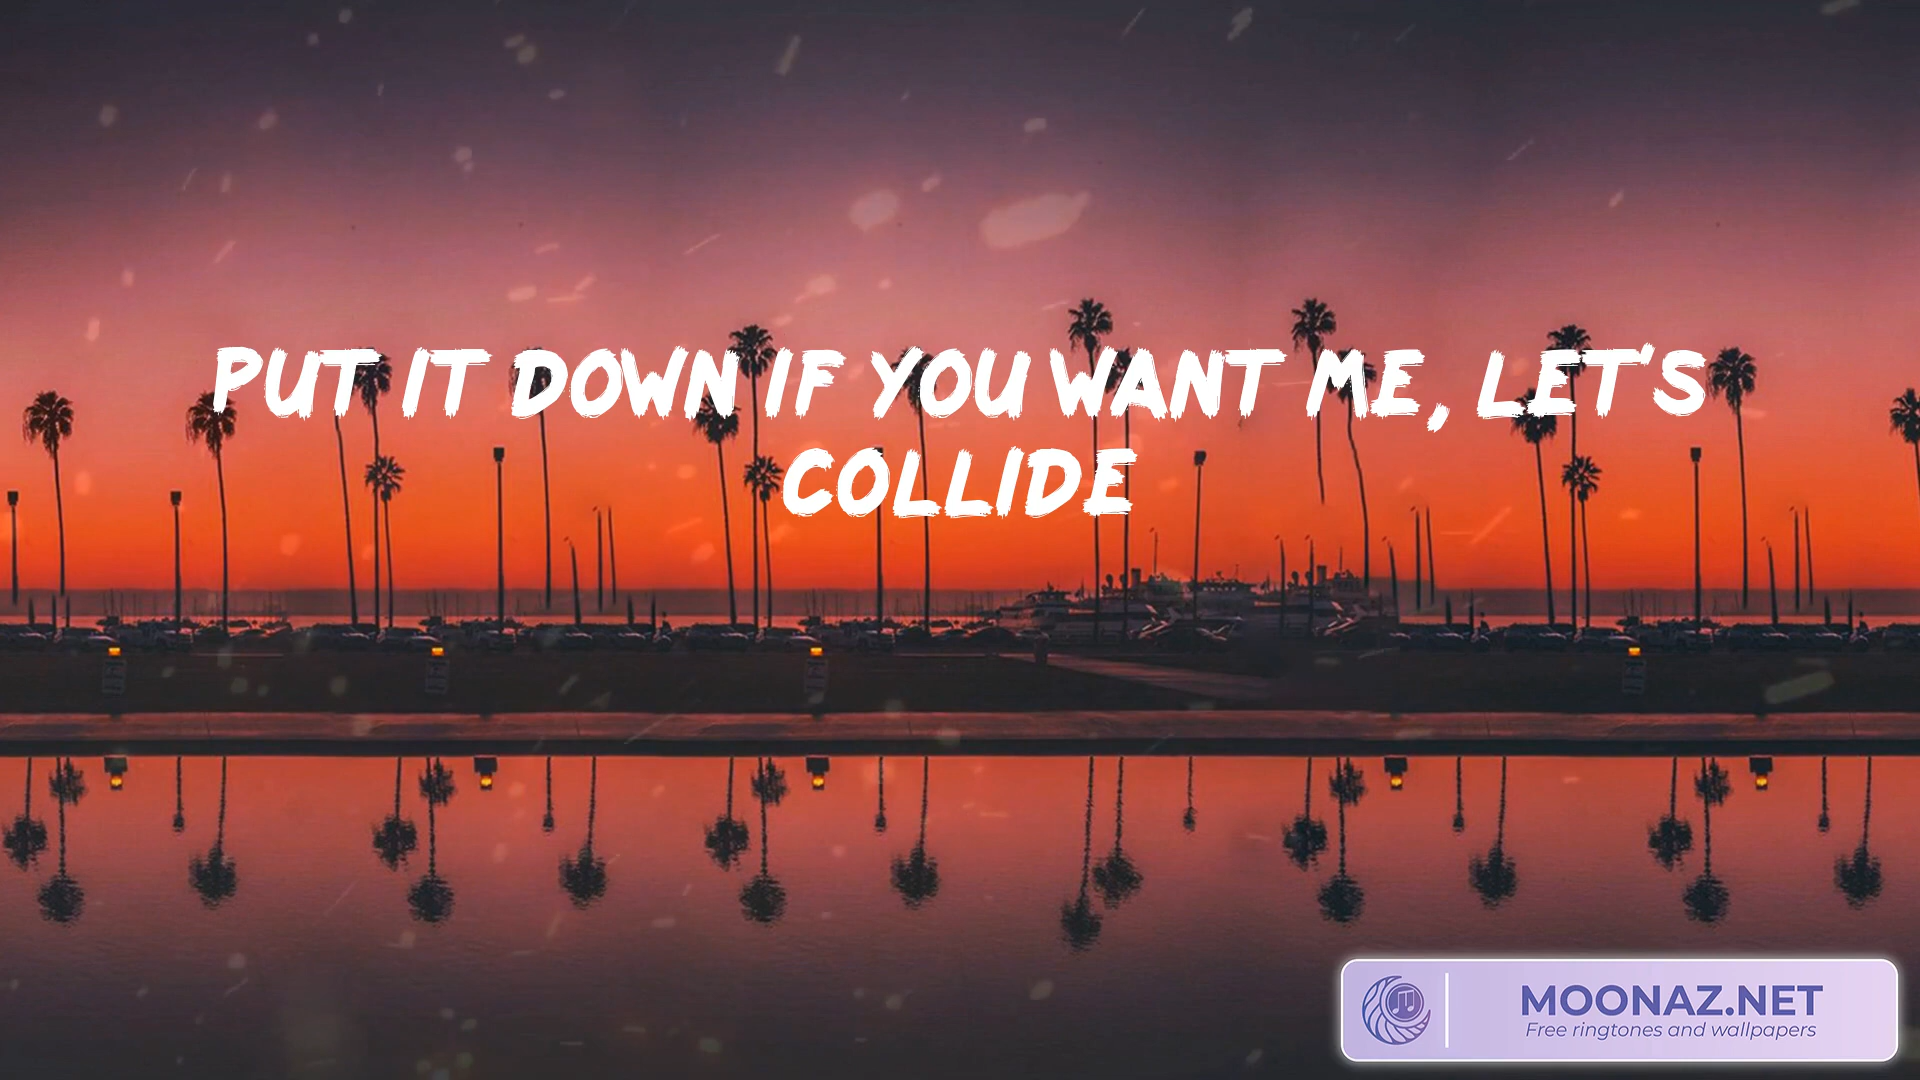 PUT IT DOWN IF YOU WANT ME, LET'S
COLLIDE
MOONAZ.NET
Free ringtones and wallpapers